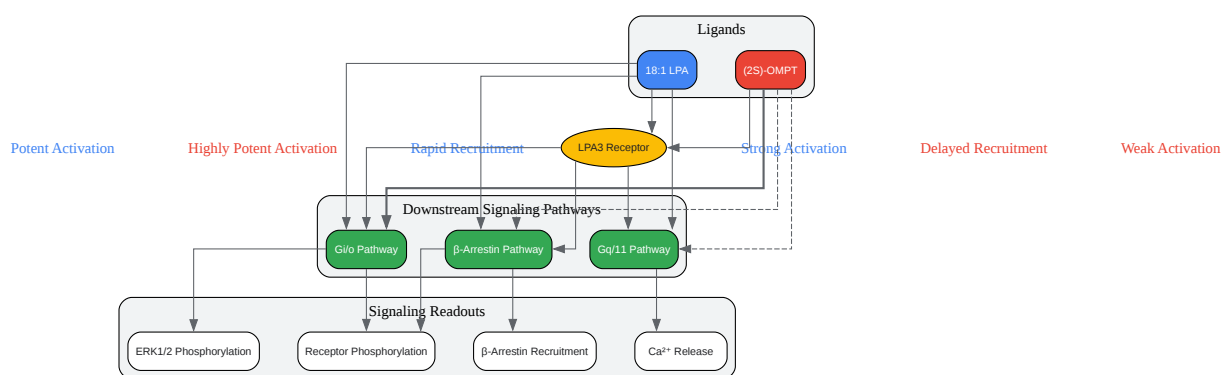 Ligands
18:1 LPA
(2S)-OMPT
Potent Activation
Highly Potent Activation
Rapid Recruitment
LPA3 Receptor
Strong Activation
Delayed Recruitment
Weak Activation
Downstream Signaling Pathways
Gi/o Pathway
β-Arrestin Pathway
Gq/11 Pathway
Signaling Readouts
ERK1/2 Phosphorylation
Receptor Phosphorylation
β-Arrestin Recruitment
Ca²⁺ Release